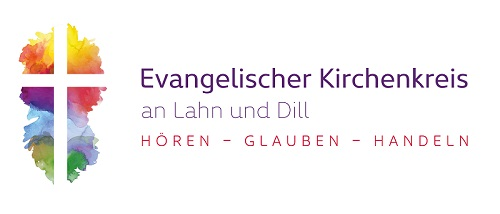 Evangelischer Kirchenkreis
an Lahn und Dill
HÖREN – GLAUBEN – HANDELN